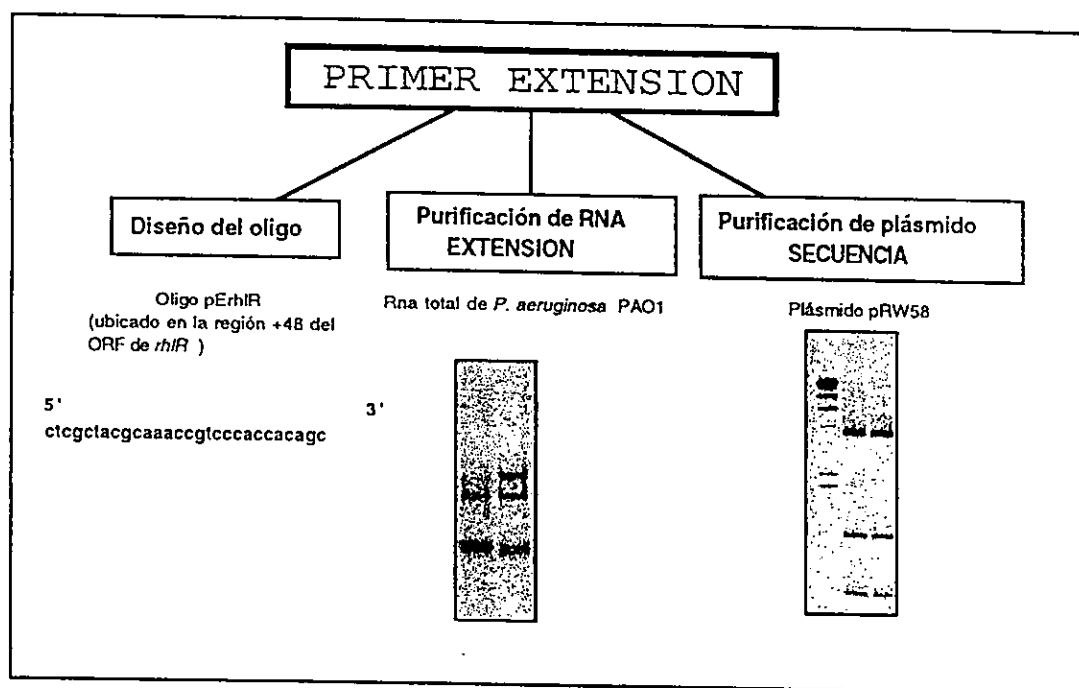 PRIMER EXTENSION
Diseño del oligo
Purificación de RNA
EXTENSION
Purificación de plásmido
SECUENCIA
Oligo pErhlR
(ubicado en la región +48 del
ORF de rhlR )
Rna total de P. aeruginosa PAO1
Plásmido pRW58
5' 3'
ctcgctacgcaaaccgtcccaccacagc